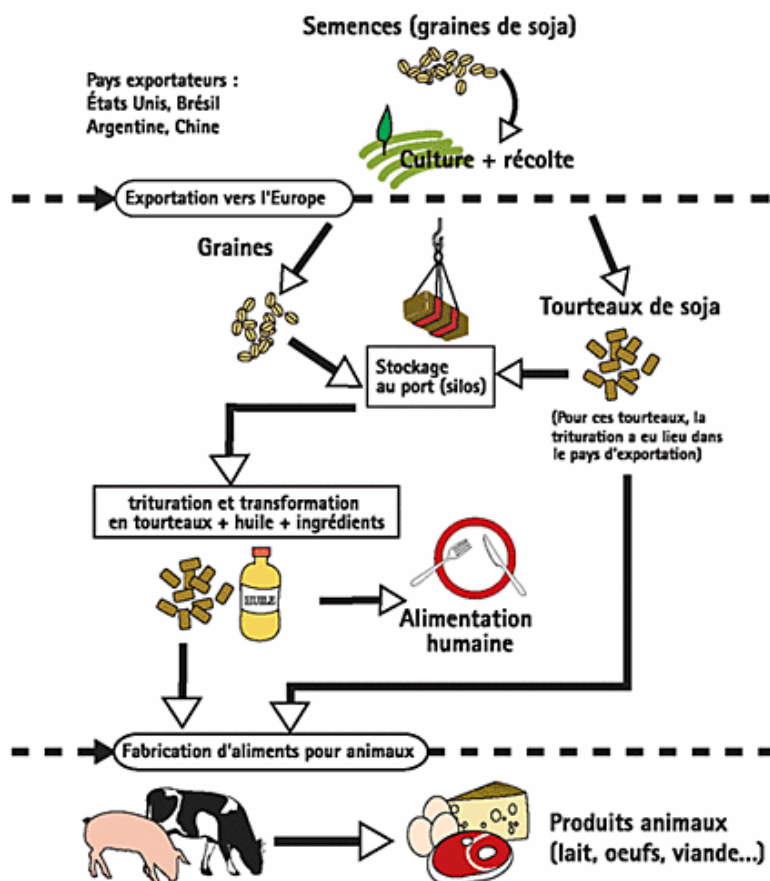 Semences (graines de soja)
Pays exportateurs :
États Unis, Brésil
Argentine, Chine
Culture + récolte
Exportation vers l'Europe
Graines
Tourteaux de soja
Stockage
au port (silos)
(Pour ces tourteaux, la
trituration a eu lieu dans
le pays d'exportation)
trituration et transformation
en tourteaux + huile + ingrédients
HUILE
Alimentation
humaine
Fabrication d'aliments pour animaux
Produits animaux
(lait, oeufs, viande...)